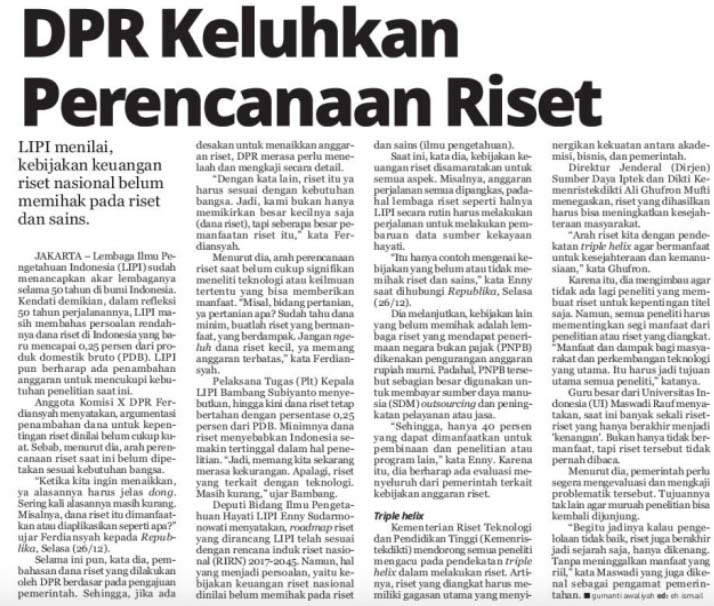 DPR Keluhkan
Perencanaan Riset
LIPI menilai,
kebijakan keuangan
riset nasional belum
memihak pada riset
dan sains.
JAKARTA – Lembaga Ilmu Pe-
ngetahuan Indonesia (LIPI) sudah
menancapkan akar lembaganya
selama 50 tahun di bumi Indonesia.
Kendati demikian, dalam refleksi
50 tahun perjalanannya, LIPI ma-
sih membahas persoalan rendah-
nya dana riset di Indonesia yang ba-
ru mencapai 0,25 persen dari pro-
duk domestik bruto (PDB). LIPI
pun berharap ada penambahan
anggaran untuk mencukupi kebu-
tuhan penelitian saat ini.
Anggota Komisi X DPR Fer-
diansyah menyatakan, argumentasi
penambahan dana untuk kepen-
tingan riset dinilai belum cukup ku-
at. Sebab, menurut dia, arah peren-
canaan riset saat ini belum dipe-
takan sesuai kebutuhan bangsa.
"Ketika kita ingin menaikkan,
ya alasannya harus jelas dong.
Sering kali alasannya masih kurang.
Misalnya, dana riset itu dimanfaat-
kan atau diaplikasikan seperti apa?"
ujar Ferdiansyah kepada Repub-
lika, Selasa (26/12).
Selama ini pun, kata dia, pem-
bahasan dana riset yang dilakukan
oleh DPR berdasar pada pengajuan
pemerintah. Sehingga, jika ada
desakan untuk menaikkan anggar-
an riset, DPR merasa perlu mene-
laah dan mengkaji secara detail.
"Dengan kata lain, riset itu ya
harus sesuai dengan kebutuhan
bangsa. Jadi, kami bukan hanya
memikirkan besar kecilnya saja
(dana riset), tapi seberapa besar pe-
manfaatan riset itu," kata Fer-
diansyah.
Menurut dia, arah perencanaan
riset saat belum cukup signifikan
meneliti teknologi atau keilmuan
tertentu yang bisa memberikan
manfaat. "Misal, bidang pertanian,
ya pertanian apa? Sudah tahu dana
minim, buatlah riset yang berman-
faat, yang berdampak. Jangan nge-
luh dana riset kecil, ya memang
anggaran terbatas," kata Ferdian-
syah.
Pelaksana Tugas (Plt) Kepala
LIPI Bambang Subiyanto menye-
butkan, hingga kini dana riset tetap
bertahan dengan persentase 0,25
persen dari PDB. Minimnya dana
riset menyebabkan Indonesia se-
makin tertinggal dalam hal pene-
litian. "Jadi, memang kita sekarang
merasa kekurangan. Apalagi, riset
yang terkait dengan teknologi.
Masih kurang," ujar Bambang.
Deputi Bidang Ilmu Pengeta-
huan Hayati LIPI Enny Sudarmo-
nowati menyatakan, roadmap riset
yang dirancang LIPI telah sesuai
dengan rencana induk riset nasio-
nal (RIRN) 2017-2045. Namun, hal
yang menjadi persoalan, yaitu ke-
bijakan keuangan riset nasional
dinilai belum memihak pada riset
dan sains (ilmu pengetahuan).
Saat ini, kata dia, kebijakan ke-
uangan riset disamaratakan untuk
semua aspek. Misalnya, anggaran
perjalanan semua dipangkas, pada-
hal lembaga riset seperti halnya
LIPI secara rutin harus melakukan
perjalanan untuk melakukan pem-
baruan data sumber kekayaan
hayati.
"Itu hanya contoh mengenai ke-
bijakan yang belum atau tidak me-
mihak riset dan sains," kata Enny
saat dihubungi Republika, Selasa
(26/12).
Dia melanjutkan, kebijakan lain
yang belum memihak adalah lem-
baga riset yang mendapat peneri-
maan negara bukan pajak (PNPB)
dikenakan pengurangan anggaran
rupiah murni. Padahal, PNPB terse-
but sebagian besar digunakan un-
tuk membayar sumber daya manu-
sia (SDM) outsourcing dan pening-
katan pelayanan atau jasa.
"Sehingga, hanya 40 persen
yang dapat dimanfaatkan untuk
pembinaan dan penelitian atau
program lain," kata Enny. Karena
itu, dia berharap ada evaluasi me-
nyeluruh dari pemerintah terkait
kebijakan anggaran riset.
Triple helix
Kementerian Riset Teknologi
dan Pendidikan Tinggi (Kemenris-
tekdikti) mendorong semua peneliti
mengacu pada pendekatan triple
helix dalam melakukan riset. Arti-
nya, riset yang diangkat harus me-
miliki gagasan utama yang menyi-
nergikan kekuatan antara akade-
misi, bisnis, dan pemerintah.
Direktur Jenderal (Dirjen)
Sumber Daya Iptek dan Dikti Ke-
menristekdikti Ali Ghufron Mufti
menegaskan, riset yang dihasilkan
harus bisa meningkatkan kesejah-
teraan masyarakat.
"Arah riset kita dengan pende-
katan triple helix agar bermanfaat
untuk kesejahteraan dan kemanu-
siaan," kata Ghufron.
Karena itu, dia mengimbau agar
tidak ada lagi peneliti yang mem-
buat riset untuk kepentingan titel
saja. Namun, semua peneliti harus
mementingkan segi manfaat dari
penelitian atau riset yang diangkat.
"Manfaat dan dampak bagi masya-
rakat dan perkembangan teknologi
yang utama. Itu harus jadi tujuan
utama semua peneliti," katanya.
Guru besar dari Universitas In-
donesia (UI) Maswadi Rauf menya-
takan, saat ini banyak sekali riset-
riset yang hanya berakhir menjadi
'kenangan'. Bukan hanya tidak ber-
manfaat, tapi riset tersebut tidak
pernah dibaca.
Menurut dia, pemerintah perlu
segera mengevaluasi dan mengkaji
problematik tersebut. Tujuannya
tak lain agar muruah penelitian bisa
kembali dijunjung.
"Begitu jadinya kalau penge-
lolaan tidak baik, riset juga berakhir
jadi sejarah saja, hanya dikenang.
Tanpa meninggalkan manfaat yang
riil," kata Maswadi yang juga dike-
nal sebagai pengamat pemerin-
tahan. ■ gumanti awaliyah ed: eh ismail